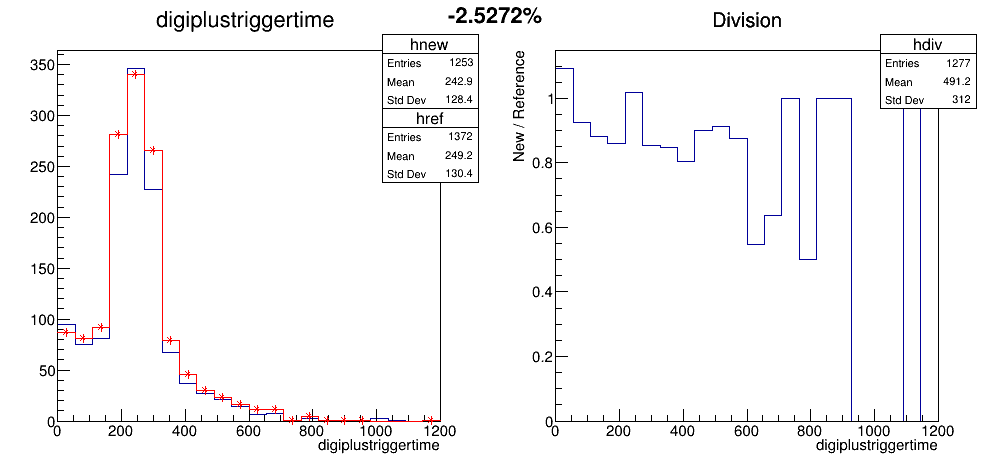 digiplustriggertime
-2.5272%
Division
hnew
Entries 1253
Mean 242.9
Std Dev 128.4
href
Entries 1372
Mean 249.2
Std Dev 130.4
350
300
250
200
150
100
50
0
0 200 400 600 800 1000 1200
digiplustriggertime
hdiv
Entries 1277
Mean 491.2
Std Dev 312
New / Reference
1
0.8
0.6
0.4
0.2
0
0 200 400 600 800 1000 1200
digiplustriggertime